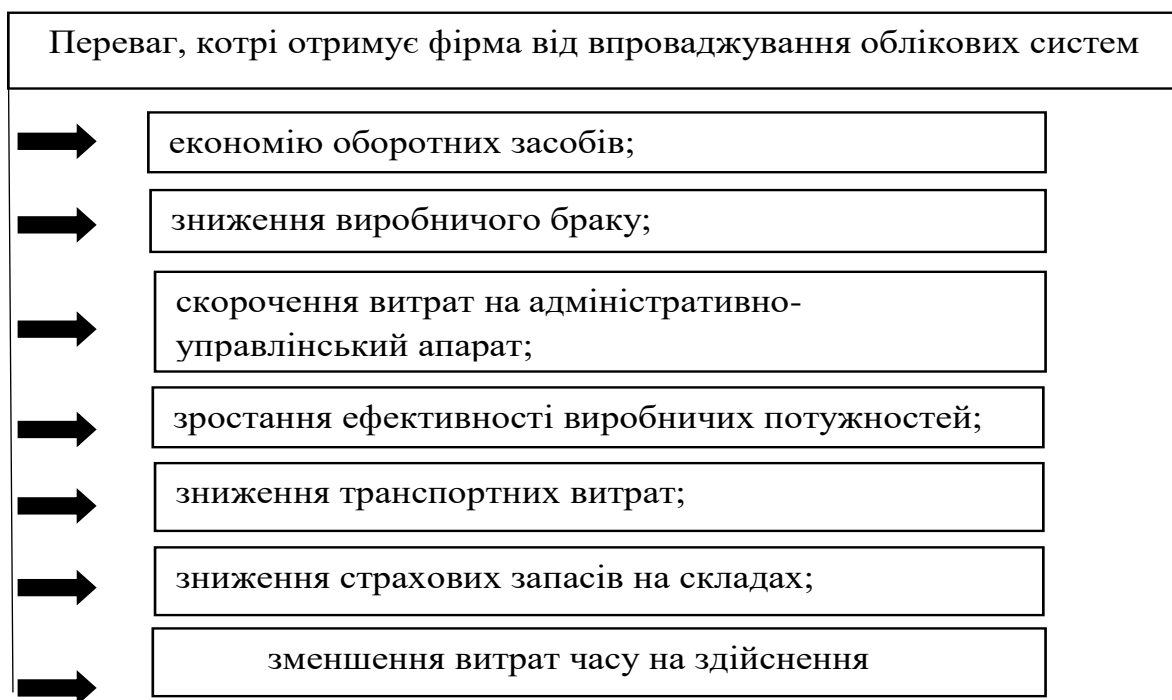 Переваг, котрі отримує фірма від впроваджування облікових систем
економію оборотних засобів;
зниження виробничого браку;
скорочення витрат на адміністративно-
управлінський апарат;
зростання ефективності виробничих потужностей;
зниження транспортних витрат;
зниження страхових запасів на складах;
зменшення витрат часу на здійснення